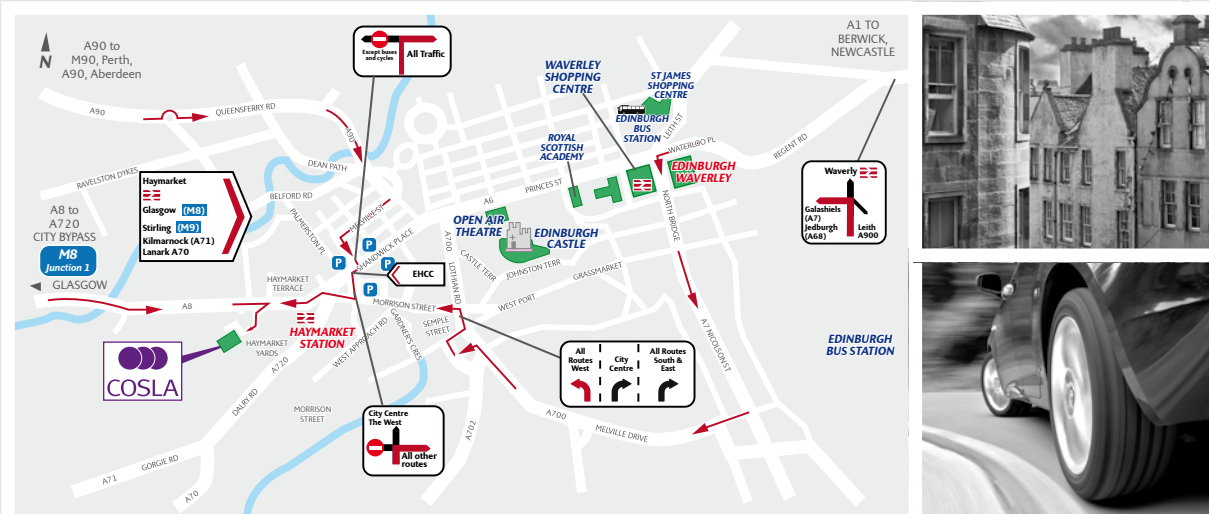 A90 to
M90, Perth,
A90, Aberdeen
N
Except buses
and cycles
All Traffic
A1 TO
BERWICK,
NEWCASTLE
WAVERLEY
SHOPPING
CENTRE
ST JAMES
SHOPPING
CENTRE
EDINBURGH
BUS
STATION
LEITH ST
A90
QUEENSFERRY RD
A90
ROYAL
SCOTTISH
ACADEMY
WATERLOO PL
REGENT RD
DEAN PATH
RAVELSTON DYKES
BELFORD RD
EDINBURGH
WAVERLEY
PRINCES ST
A6
Waverly
Galashiels
(A7)
Jedburgh
(A68)
Leith
A900
Haymarket
Glasgow (M8)
Stirling (M9)
Kilmarnock (A71)
Lanark A70
A8 to
A720
CITY BYPASS
M8
Junction 1
GLASGOW
PALMERSTON PL
MELVILLE ST
SHANDWICK PLACE
P
P
P
OPEN AIR
THEATRE
EDINBURGH
CASTLE
NORTH BRIDGE
A700
LOTHIAN RD
CASTLE TERR
JOHNSTON TERR
GRASSMARKET
EHCC
HAYMARKET
TERRACE
A8
MORRISON STREET
WEST PORT
SEMPLE
STREET
GARDNER'S CRES
WEST APPROACH RD
HAYMARKET
STATION
HAYMARKET
YARDS
A7 NICOLSON ST
EDINBURGH
BUS STATION
COSLA
A720
DALRY RD
All
Routes
West
City
Centre
All Routes
South &
East
MORRISON
STREET
City Centre
The West
All other
routes
A700
MELVILLE DRIVE
A702
GORGIE RD
A71
A70